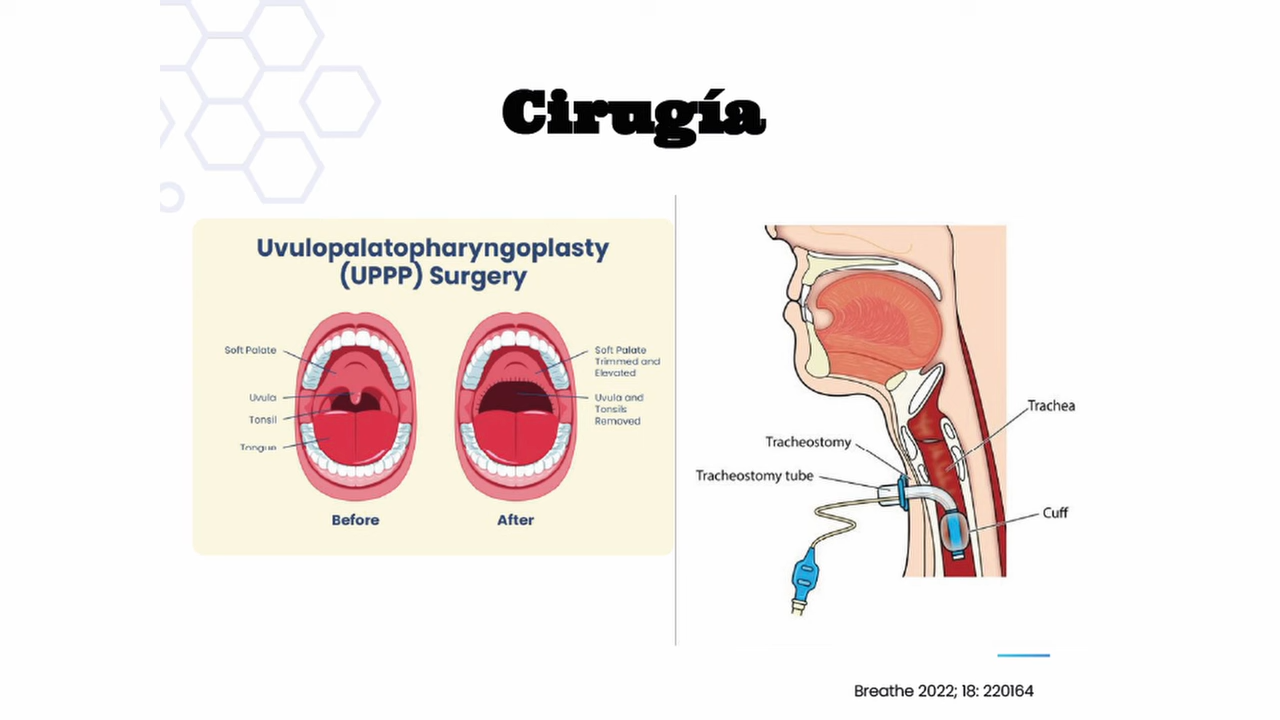 Cirugía
Uvulopalatopharyngoplasty
(UPPP) Surgery
Soft Palate
Uvula
Tonsil
Tongue
Soft Palate
Trimmed and
Elevated
Uvula and
Tonsils
Removed
Before
After
Trachea
Tracheostomy
Tracheostomy tube
Cuff
Breathe 2022; 18: 220164